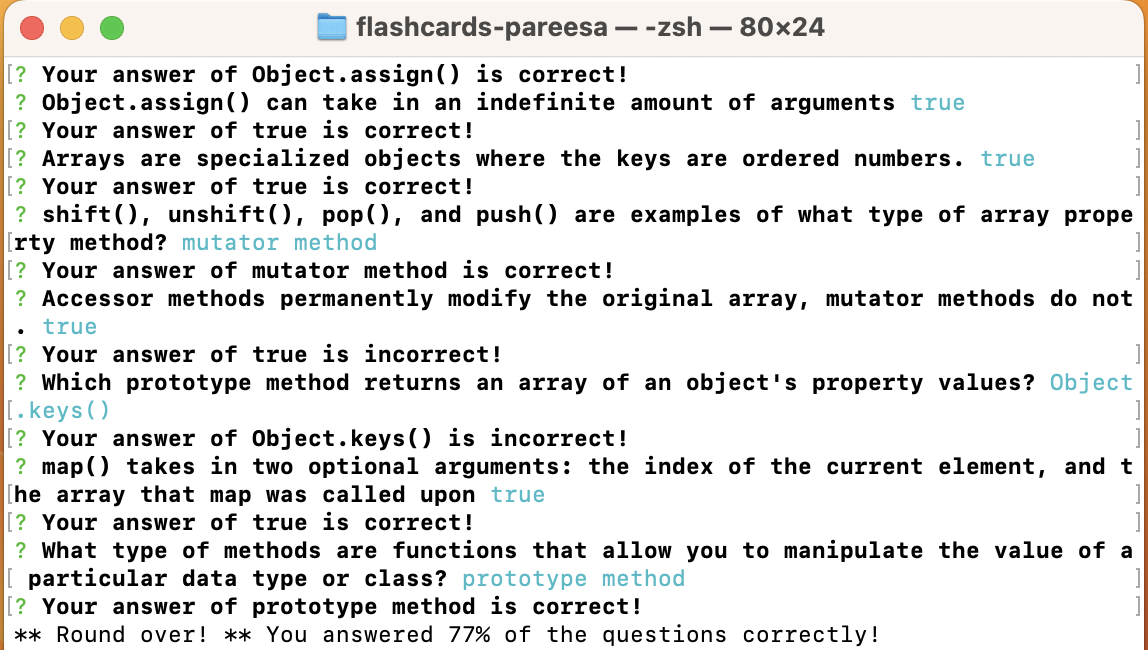 flashcards-pareesa — -zsh — 80×24
[? Your answer of Object.assign() is correct! ]
? Object.assign() can take in an indefinite amount of arguments true
[? Your answer of true is correct! ]
[? Arrays are specialized objects where the keys are ordered numbers. true ]
[? Your answer of true is correct! ]
? shift(), unshift(), pop(), and push() are examples of what type of array prope
[rty method? mutator method ]
[? Your answer of mutator method is correct! ]
? Accessor methods permanently modify the original array, mutator methods do not
. true
[? Your answer of true is incorrect! ]
? Which prototype method returns an array of an object's property values? Object
[.keys() ]
[? Your answer of Object.keys() is incorrect! ]
? map() takes in two optional arguments: the index of the current element, and t
[he array that map was called upon true ]
[? Your answer of true is correct! ]
? What type of methods are functions that allow you to manipulate the value of a
[ particular data type or class? prototype method ]
[? Your answer of prototype method is correct! ]
** Round over! ** You answered 77% of the questions correctly!